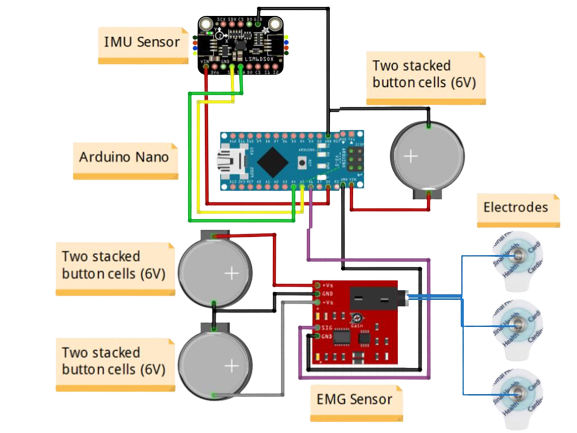 IMU Sensor
LSM6DSOX
Two stacked
button cells (6V)
Arduino Nano
Electrodes
Two stacked
button cells (6V)
+Vs
GND
-Vs
Gain
SIG
GND
Two stacked
button cells (6V)
EMG Sensor